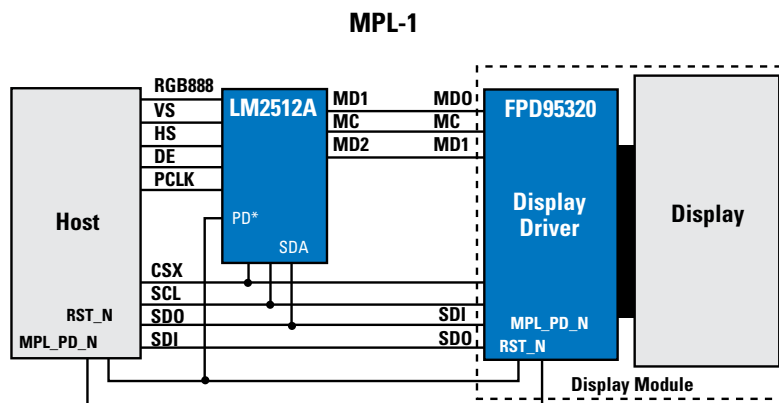 MPL-1
RGB888
VS
HS
DE
PCLK
LM2512A
PD*
SDA
MD1
MC
MD2
MD0
MC
MD1
FPD95320
Display
Driver
Display
Host
CSX
SCL
SDO
SDI
SDI
SDO
RST_N
MPL_PD_N
MPL_PD_N
RST_N
Display Module